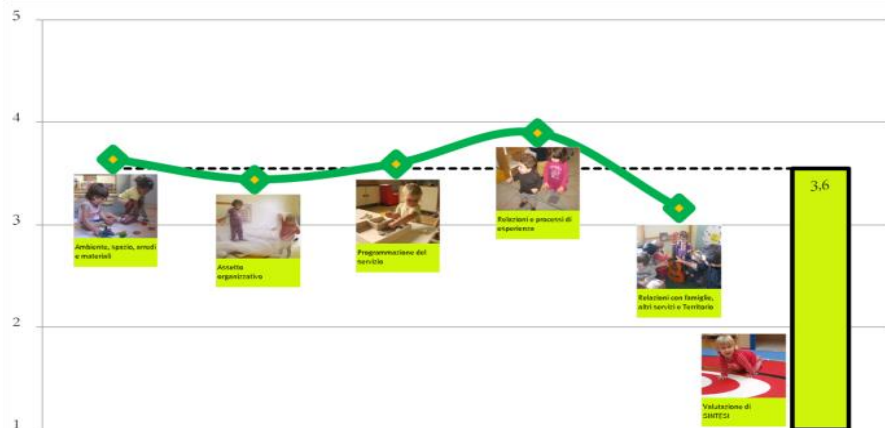 5
4
3
2
1
Ambiente, spazio, arredi
e materiali
Assetto
organizzativo
Programmazione del
servizio
Relazioni e processi di
esperienza
Relazioni con famiglie,
altri servizi e Territorio
Valutazione di
SINTESI
3,6